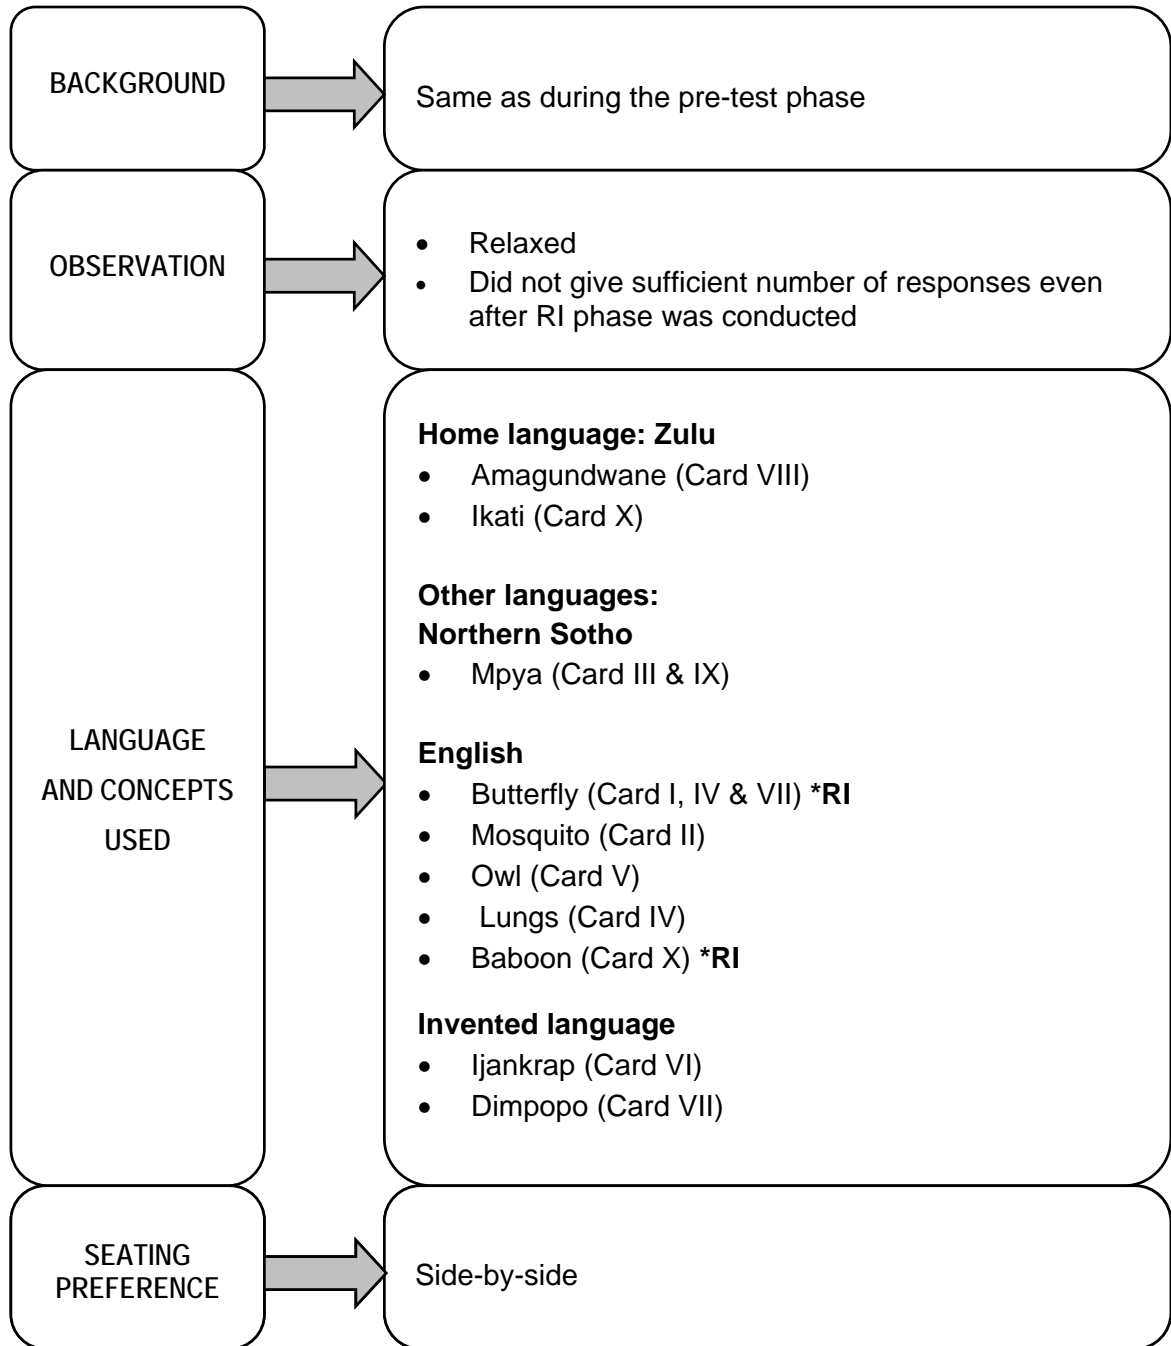 BACKGROUND
Same as during the pre-test phase
OBSERVATION
• Relaxed
• Did not give sufficient number of responses even
after RI phase was conducted
LANGUAGE
AND CONCEPTS
USED
Home language: Zulu
• Amagundwane (Card VIII)
• Ikati (Card X)
Other languages:
Northern Sotho
• Mpya (Card III & IX)
English
• Butterfly (Card I, IV & VII) *RI
• Mosquito (Card II)
• Owl (Card V)
• Lungs (Card IV)
• Baboon (Card X) *RI
Invented language
• Ijankrap (Card VI)
• Dimpopo (Card VII)
SEATING
PREFERENCE
Side-by-side